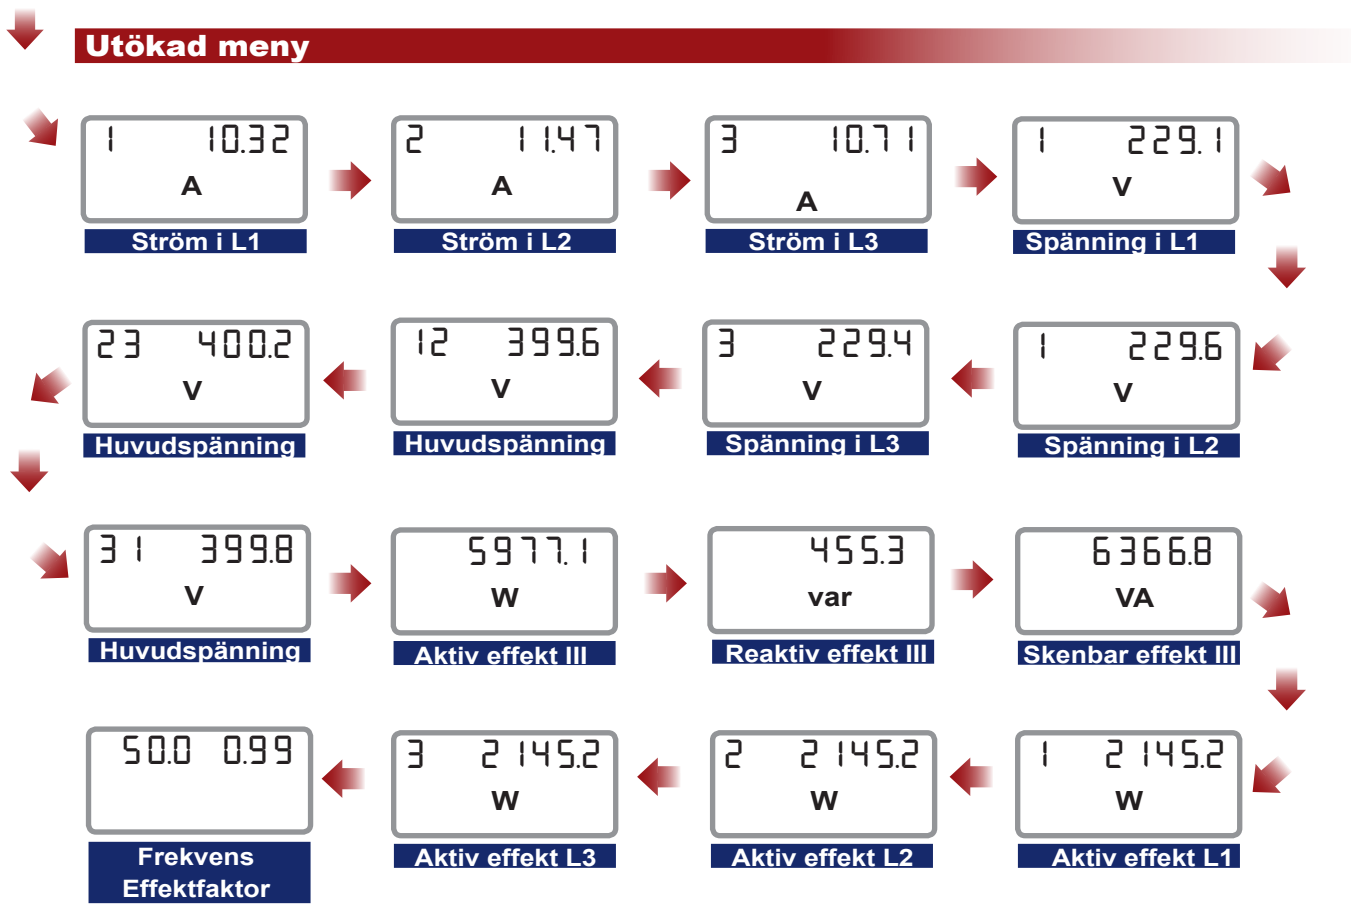 Utökad meny
1 10.32
A
Ström i L1
2 11.47
A
Ström i L2
3 10.71
A
Ström i L3
1 229.1
V
Spänning i L1
1 229.6
V
Spänning i L2
3 229.4
V
Spänning i L3
12 399.6
V
Huvudspänning
23 400.2
V
Huvudspänning
31 399.8
V
Huvudspänning
5977.1
W
Aktiv effekt III
455.3
var
Reaktiv effekt III
6366.8
VA
Skenbar effekt III
1 2145.2
W
Aktiv effekt L1
2 2145.2
W
Aktiv effekt L2
3 2145.2
W
Aktiv effekt L3
50.0 0.99
Frekvens
Effektfaktor